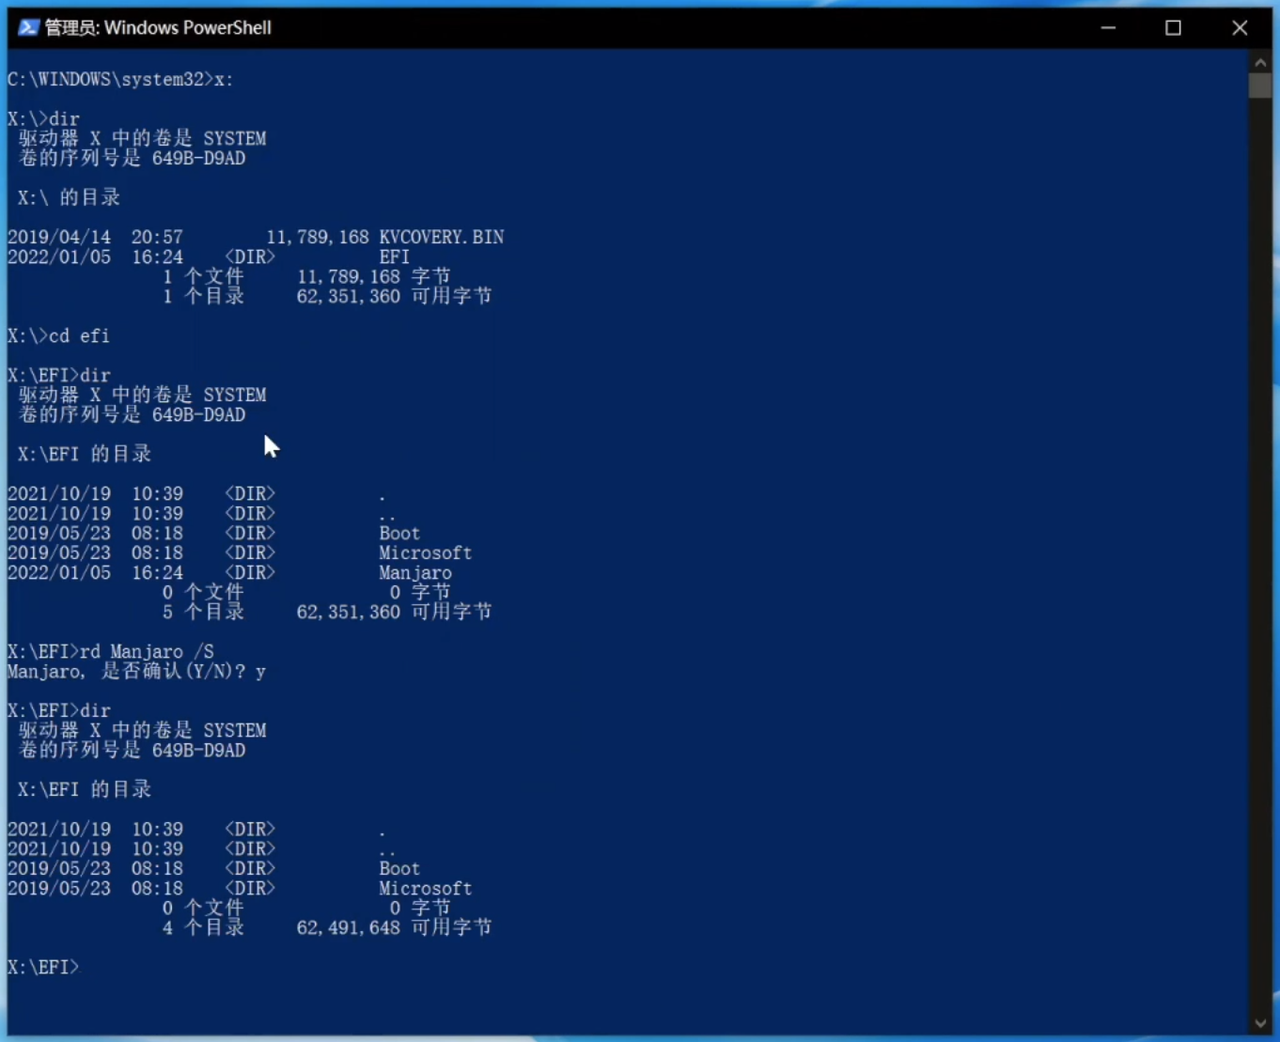 管理员: Windows PowerShell
C:\WINDOWS\system32>x:
X:\>dir
驱动器 X 中的卷是 SYSTEM
卷的序列号是 649B-D9AD
X:\ 的目录
2019/04/14  20:57        11,789,168 KVCOVERY.BIN
2022/01/05  16:24    <DIR>          EFI
1 个文件     11,789,168 字节
1 个目录     62,351,360 可用字节
X:\>cd efi
X:\EFI>dir
驱动器 X 中的卷是 SYSTEM
卷的序列号是 649B-D9AD
X:\EFI 的目录
2021/10/19  10:39    <DIR>          .
2021/10/19  10:39    <DIR>          ..
2019/05/23  08:18    <DIR>          Boot
2019/05/23  08:18    <DIR>          Microsoft
2022/01/05  16:24    <DIR>          Manjaro
0 个文件              0 字节
5 个目录     62,351,360 可用字节
X:\EFI>rd Manjaro /S
Manjaro, 是否确认(Y/N)? y
X:\EFI>dir
驱动器 X 中的卷是 SYSTEM
卷的序列号是 649B-D9AD
X:\EFI 的目录
2021/10/19  10:39    <DIR>          .
2021/10/19  10:39    <DIR>          ..
2019/05/23  08:18    <DIR>          Boot
2019/05/23  08:18    <DIR>          Microsoft
0 个文件              0 字节
4 个目录     62,491,648 可用字节
X:\EFI>